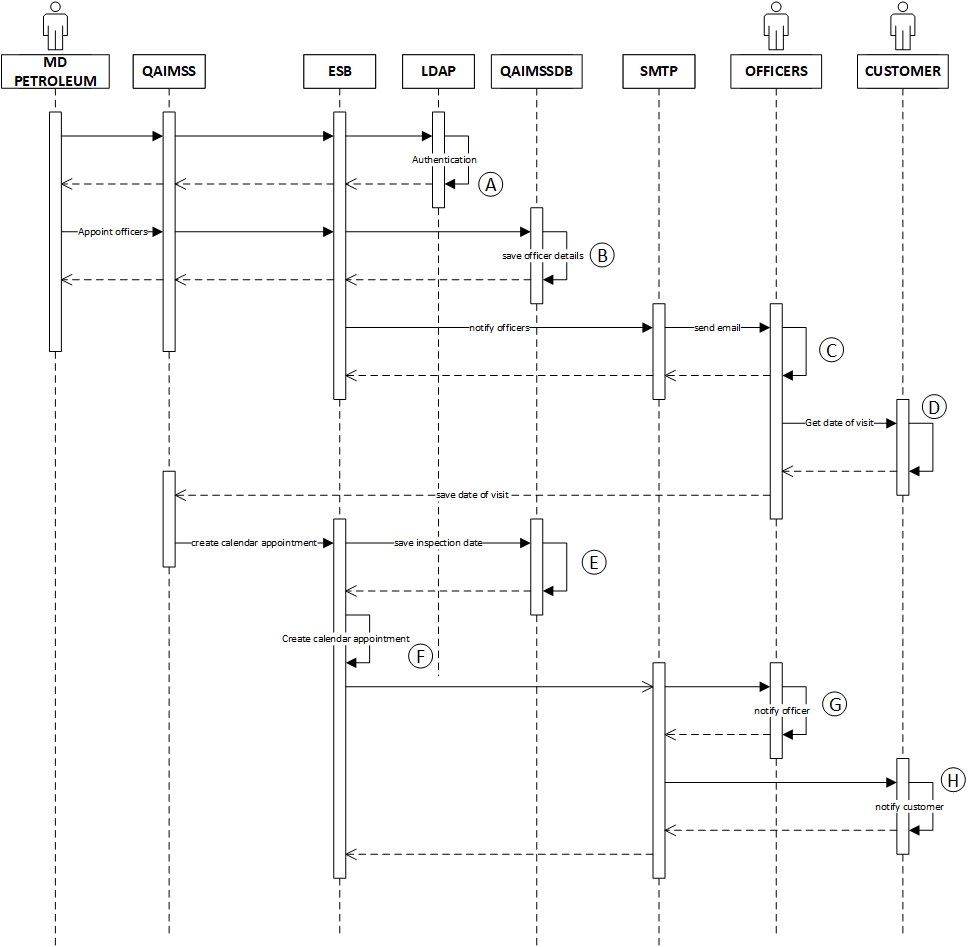 MD
PETROLEUM
QAIMSS
ESB
LDAP
QAIMSSDB
SMTP
OFFICERS
CUSTOMER
Authentication
A
Appoint officers
save officer details
B
notify officers
send email
C
D
Get date of visit
save date of visit
create calendar appointment
save inspection date
E
Create calendar appointment
F
notify officer
G
H
notify customer